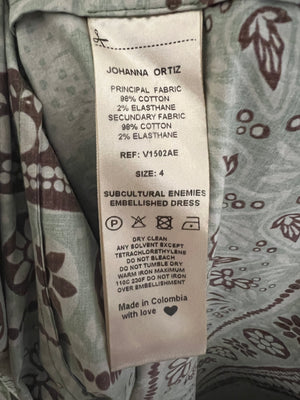 JOHANNA ORTIZ
PRINCIPAL FABRIC
98% COTTON
2% ELASTHANE
SECUNDARY FABRIC
98% COTTON
2% ELASTHANE
REF: V1502AE
SIZE: 4
SUBCULTURAL ENEMIES
EMBELLISHED DRESS
P
DRY CLEAN
ANY SOLVENT EXCEPT
TETRACHLORETHYLENE
DO NOT BLEACH
DO NOT TUMBLE DRY
WARM IRON MAXIMUM
110C 230F DO NOT IRON
OVER EMBELLISHMENT
Made in Colombia
with love